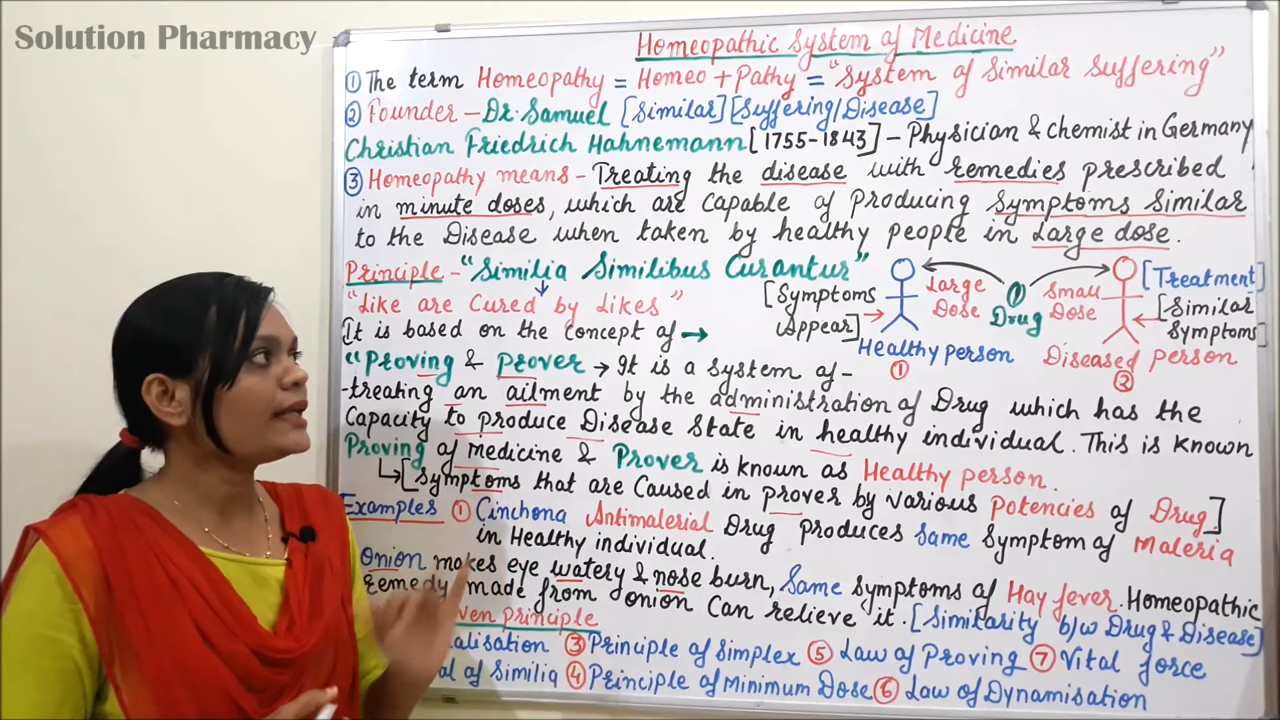 Solution Pharmacy
Homeopathic System of Medicine
① The term Homeopathy = Homeo + Pathy = "System of Similar Suffering"
② Founder - Dr. Samuel [Similar] [Suffering/Disease]
Christian Friedrich Hahnemann [1755-1843] - Physician & chemist in Germany
③ Homeopathy means - Treating the disease with remedies prescribed
in minute doses, which are capable of Producing Symptoms Similar
to the Disease when taken by healthy people in Large dose.
Principle - "Similia Similibus Curantur"
"Like are Cured by Likes"
It is based on the concept of →
[Symptoms Appear] →
Healthy person
①
Large Dose
① Drug
Small Dose
[Treatment]
[Similar Symptoms]
Diseased Person
②
"Proving & Prover → It is a system of-
-treating an ailment by the administration of Drug which has the
Capacity to produce Disease State in healthy individual. This is Known
Proving of medicine & Prover is known as Healthy person.
↳ [Symptoms that are Caused in prover by various Potencies of Drug]
Examples ① Cinchona Antimalerial Drug produces Same Symptom of Maleria
in Healthy individual.
Onion makes eye watery & nose burn, Same symptoms of Hay fever. Homeopathic
remedy made from onion Can relieve it. [Similarity b/w Drug & Disease]
ven principle
alisation ③ Principle of Simplex ⑤ Law of Proving ⑦ Vital force
al of Similia ④ Principle of Minimum Dose ⑥ Law of Dynamisation